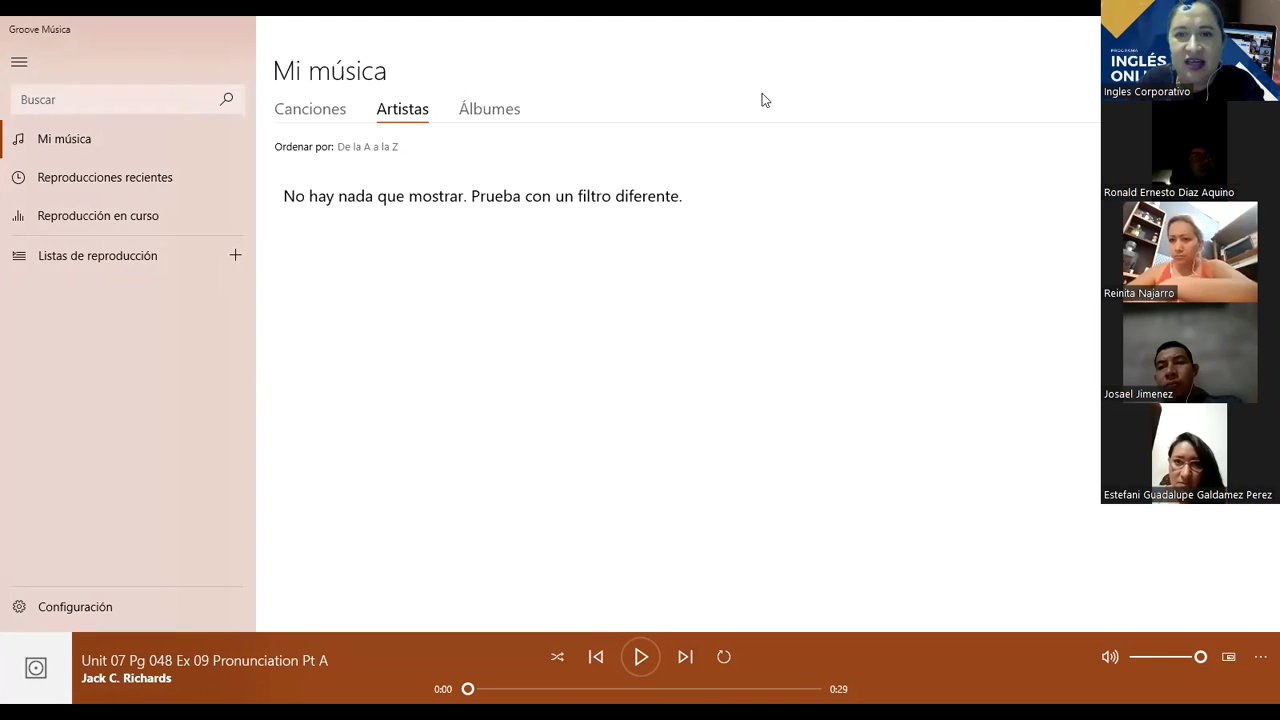 Groove Música
Buscar
Mi música
Reproducciones recientes
Reproducción en curso
Listas de reproducción
Configuración
Mi música
Canciones
Artistas
Álbumes
Ordenar por: De la A a la Z
No hay nada que mostrar. Prueba con un filtro diferente.
PROGRAMA
INGLÉS
ONLI
Ingles Corporativo
Ronald Ernesto Diaz Aquino
Reinita Najarro
Josael Jimenez
Estefani Guadalupe Galdamez Perez
Unit 07 Pg 048 Ex 09 Pronunciation Pt A
Jack C. Richards
0:00
0:29